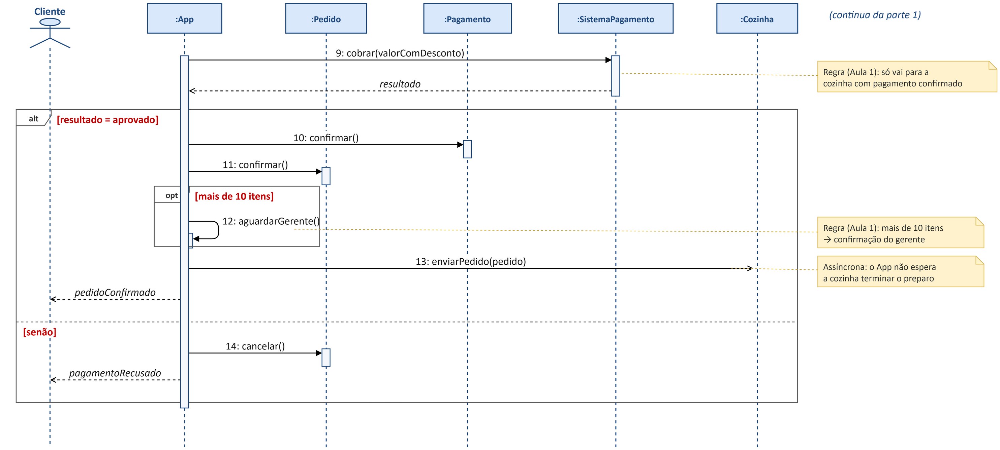 Cliente
:App
:Pedido
:Pagamento
:SistemaPagamento
:Cozinha
(continua da parte 1)
9: cobrar(valorComDesconto)
Regra (Aula 1): só vai para a
cozinha com pagamento confirmado
resultado
alt
[resultado = aprovado]
10: confirmar()
11: confirmar()
opt
[mais de 10 itens]
12: aguardarGerente()
Regra (Aula 1): mais de 10 itens
→ confirmação do gerente
13: enviarPedido(pedido)
Assíncrona: o App não espera
a cozinha terminar o preparo
pedidoConfirmado
[senão]
14: cancelar()
pagamentoRecusado